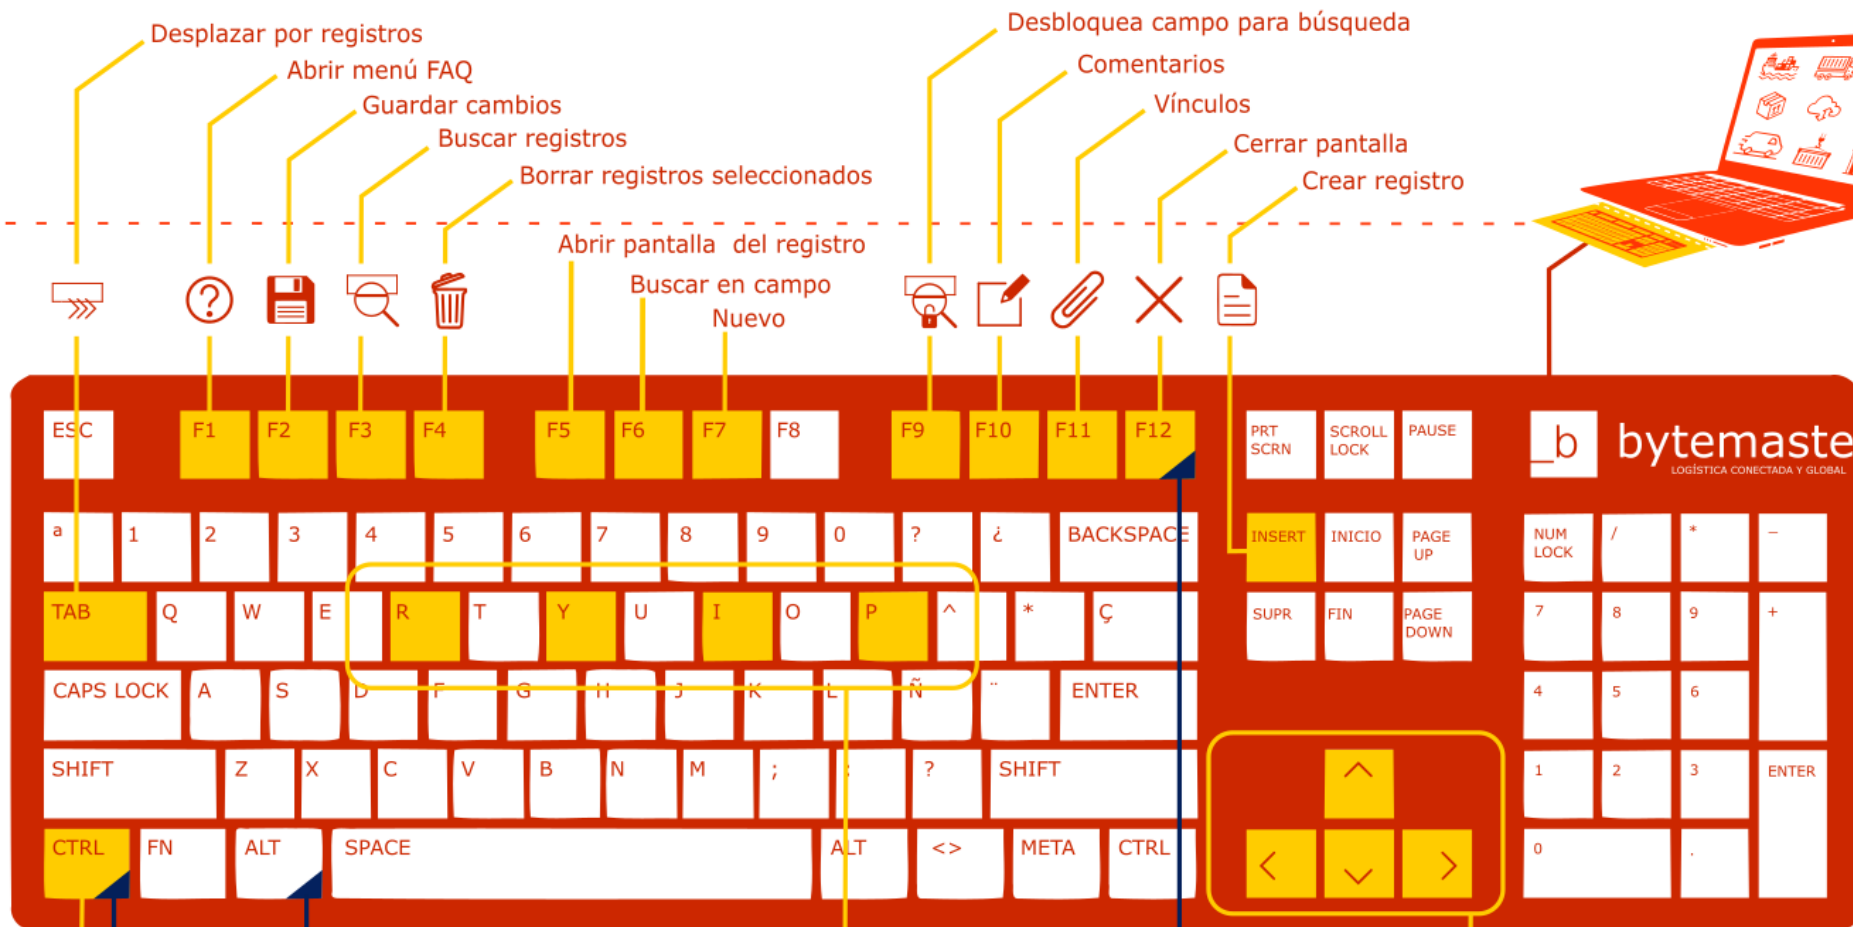 Desplazar por registros
Abrir menú FAQ
Guardar cambios
Buscar registros
Borrar registros seleccionados
Desbloquea campo para búsqueda
Comentarios
Vínculos
Cerrar pantalla
Crear registro
Abrir pantalla del registro
Buscar en campo
Nuevo
ESC F1 F2 F3 F4 F5 F6 F7 F8 F9 F10 F11 F12
PRT
SCRN
SCROLL
LOCK
PAUSE
_b bytemaste
LOGÍSTICA CONECTADA Y GLOBAL
a 1 2 3 4 5 6 7 8 9 0 ? ¿ BACKSPACE
INSERT INICIO PAGE
UP
NUM
LOCK
/ * −
TAB Q W E R T Y U I O P ^ * Ç
SUPR FIN PAGE
DOWN
7 8 9 +
CAPS LOCK A S D F G H J K L Ñ ¨ ENTER
4 5 6
SHIFT Z X C V B N M ; : ? SHIFT
1 2 3 ENTER
CTRL FN ALT SPACE ALT <> META CTRL
0 .